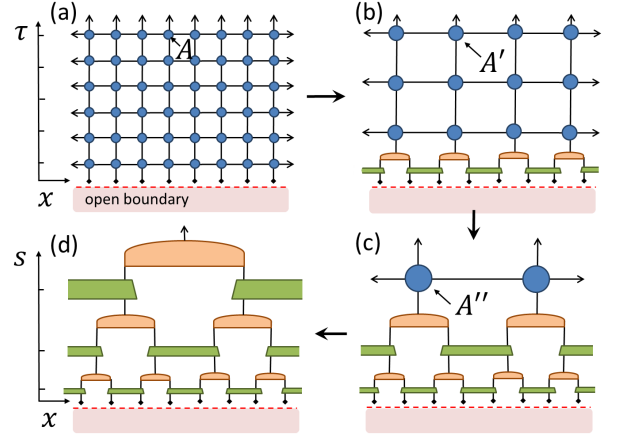 (a)
τ
A
x
open boundary
(b)
A′
(d)
s
x
(c)
A′′